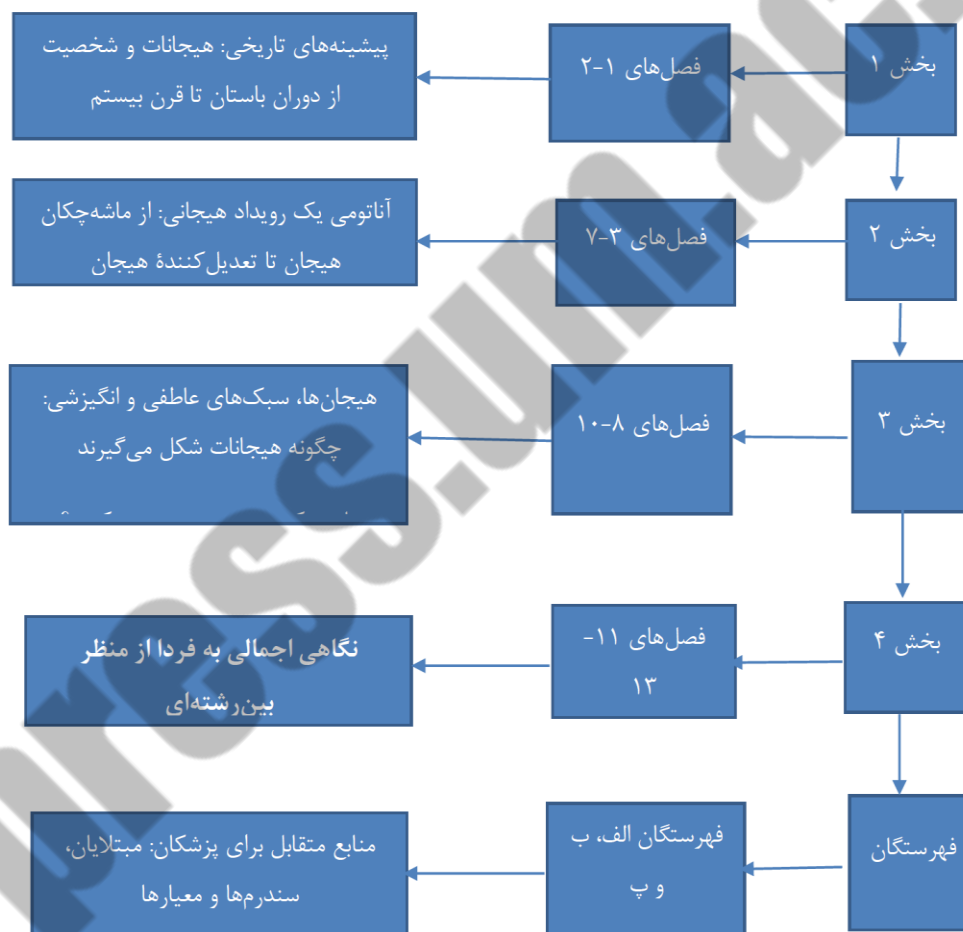 بخش ۱
فصل‌های ۱-۲
پیشینه‌های تاریخی: هیجانات و شخصیت
از دوران باستان تا قرن بیستم
بخش ۲
فصل‌های ۳-۷
آناتومی یک رویداد هیجانی: از ماشه‌چکان
هیجان تا تعدیل‌کنندهٔ هیجان
بخش ۳
فصل‌های ۸-۱۰
هیجان‌ها، سبک‌های عاطفی و انگیزشی:
چگونه هیجانات شکل می‌گیرند
بخش ۴
فصل‌های ۱۱-
۱۳
نگاهی اجمالی به فردا از منظر
بین‌رشته‌ای
فهرستگان
فهرستگان الف، ب
و پ
منابع متقابل برای پزشکان: مبتلایان،
سندرم‌ها و معیارها
press.um.ac.